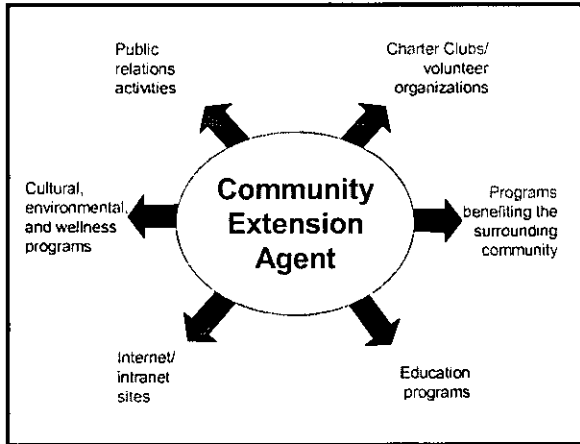 Public
relations
activities
Charter Clubs/
volunteer
organizations
Cultural,
environmental,
and wellness
programs
Community
Extension
Agent
Programs
benefiting the
surrounding
community
Internet/
intranet
sites
Education
programs